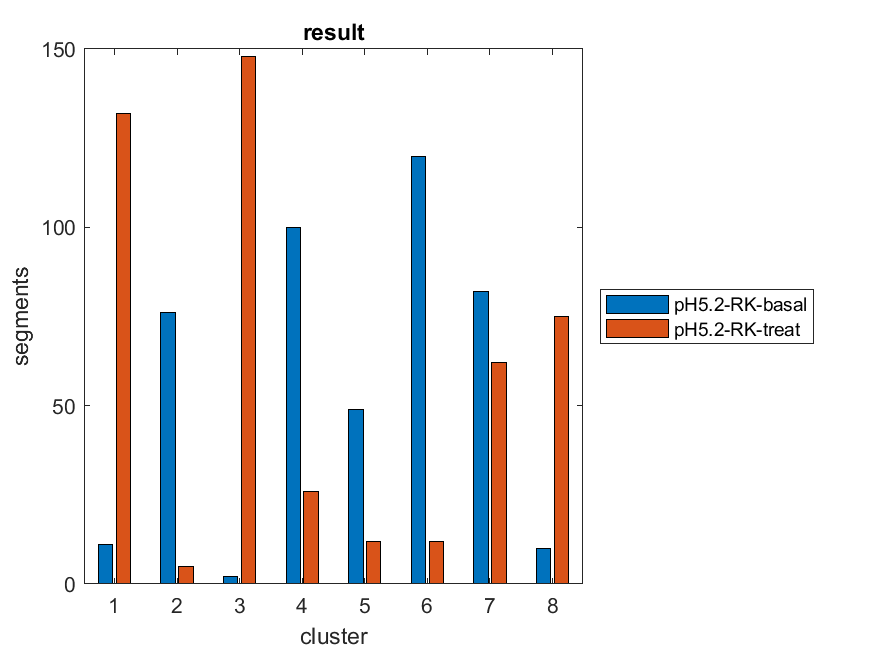 result
150
100
50
0
segments
1 2 3 4 5 6 7 8
cluster
pH5.2-RK-basal
pH5.2-RK-treat